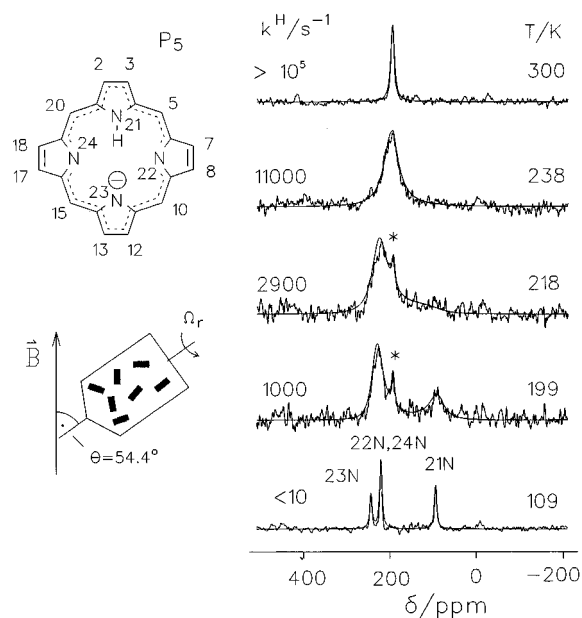 P₅
2 3
20 5
21
N
H
18 24 N N 22 7
17 8
23 N ⊖
15 10
13 12
B⃗
Ωᵣ
θ=54.4°
kᴴ/s⁻¹ T/K
> 10⁵ 300
11000 238
2900 * 218
1000 * 199
22N,24N
23N 21N
<10 109
400 200 0 -200
δ/ppm